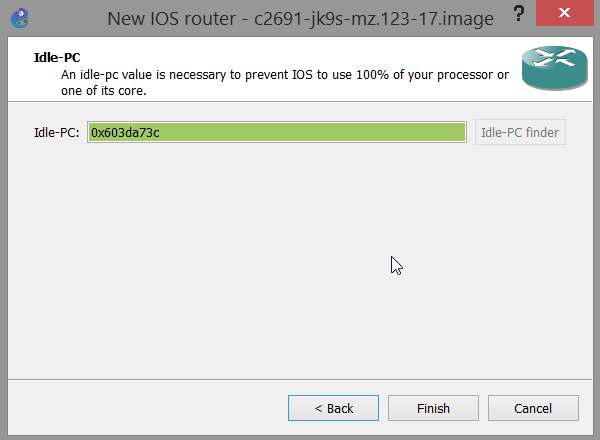 New IOS router - c2691-jk9s-mz.123-17.image
?
Idle-PC
An idle-pc value is necessary to prevent IOS to use 100% of your processor or
one of its core.
Idle-PC: 0x603da73c Idle-PC finder
< Back Finish Cancel